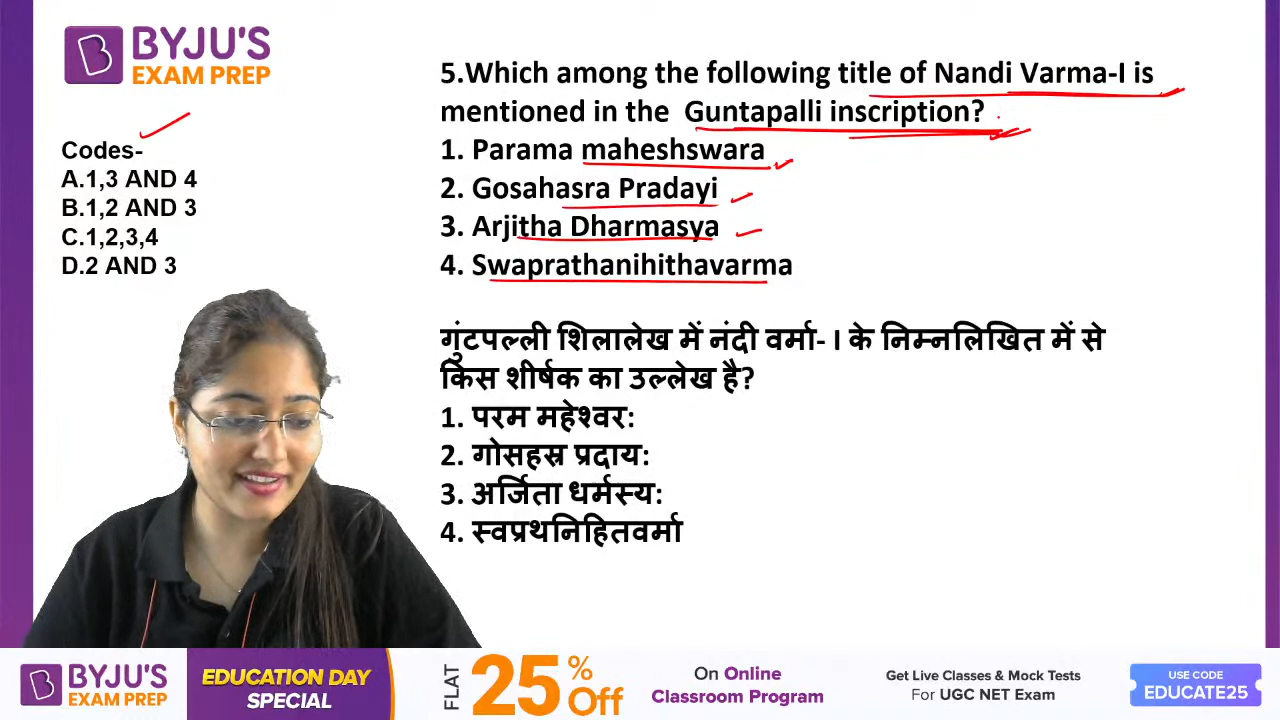 BYJU'S
EXAM PREP
Codes-
A.1,3 AND 4
B.1,2 AND 3
C.1,2,3,4
D.2 AND 3
5.Which among the following title of Nandi Varma-I is
mentioned in the Guntapalli inscription?
1. Parama maheshswara
2. Gosahasra Pradayi
3. Arjitha Dharmasya
4. Swaprathanihithavarma
गुंटपल्ली शिलालेख में नंदी वर्मा- I के निम्नलिखित में से
किस शीर्षक का उल्लेख है?
1. परम महेश्वर:
2. गोसहस्र प्रदाय:
3. अर्जिता धर्मस्य:
4. स्वप्रथनिहितवर्मा
BYJU'S
EXAM PREP
EDUCATION DAY
SPECIAL
FLAT
25%
Off
On Online
Classroom Program
Get Live Classes & Mock Tests
For UGC NET Exam
USE CODE
EDUCATE25